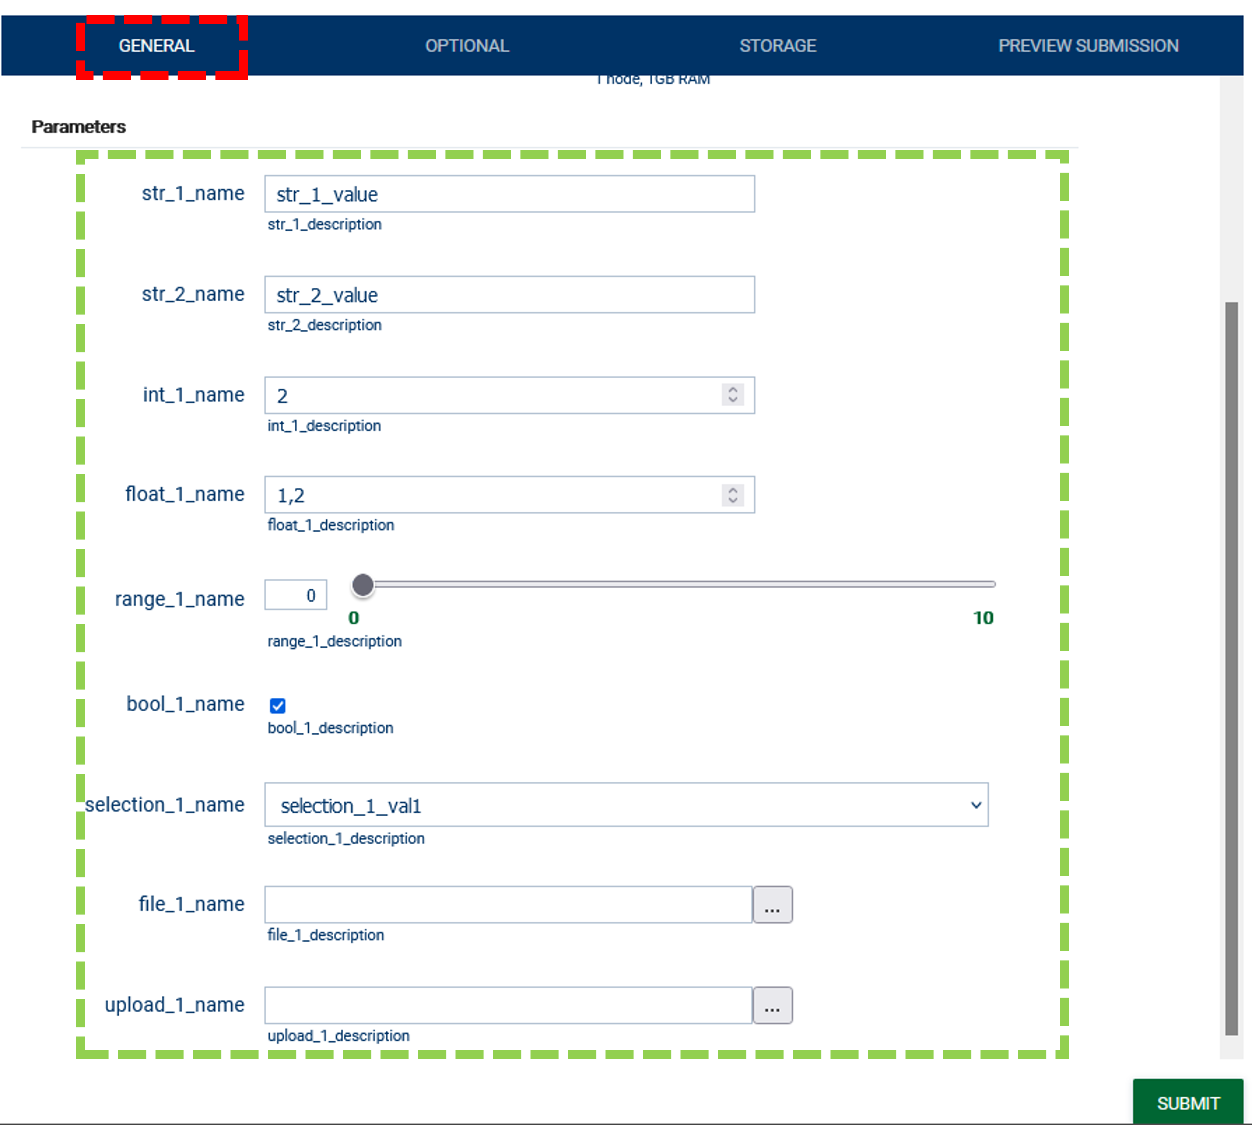 GENERAL OPTIONAL STORAGE PREVIEW SUBMISSION
1 node, 1GB RAM
Parameters
str_1_name str_1_value
str_1_description
str_2_name str_2_value
str_2_description
int_1_name 2
int_1_description
float_1_name 1,2
float_1_description
range_1_name 0
0 10
range_1_description
bool_1_name
bool_1_description
selection_1_name selection_1_val1
selection_1_description
file_1_name ...
file_1_description
upload_1_name ...
upload_1_description
SUBMIT